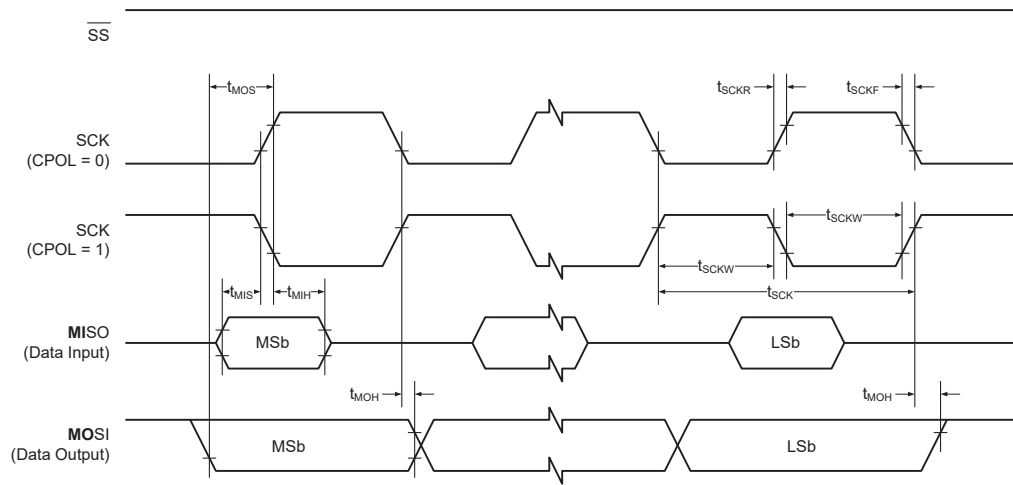 SS
tMOS
tSCKR
tSCKF
SCK
(CPOL = 0)
SCK
(CPOL = 1)
tSCKW
tSCKW
tSCK
tMIS
tMIH
MISO
(Data Input)
MSb
LSb
tMOH
tMOH
MOSI
(Data Output)
MSb
LSb